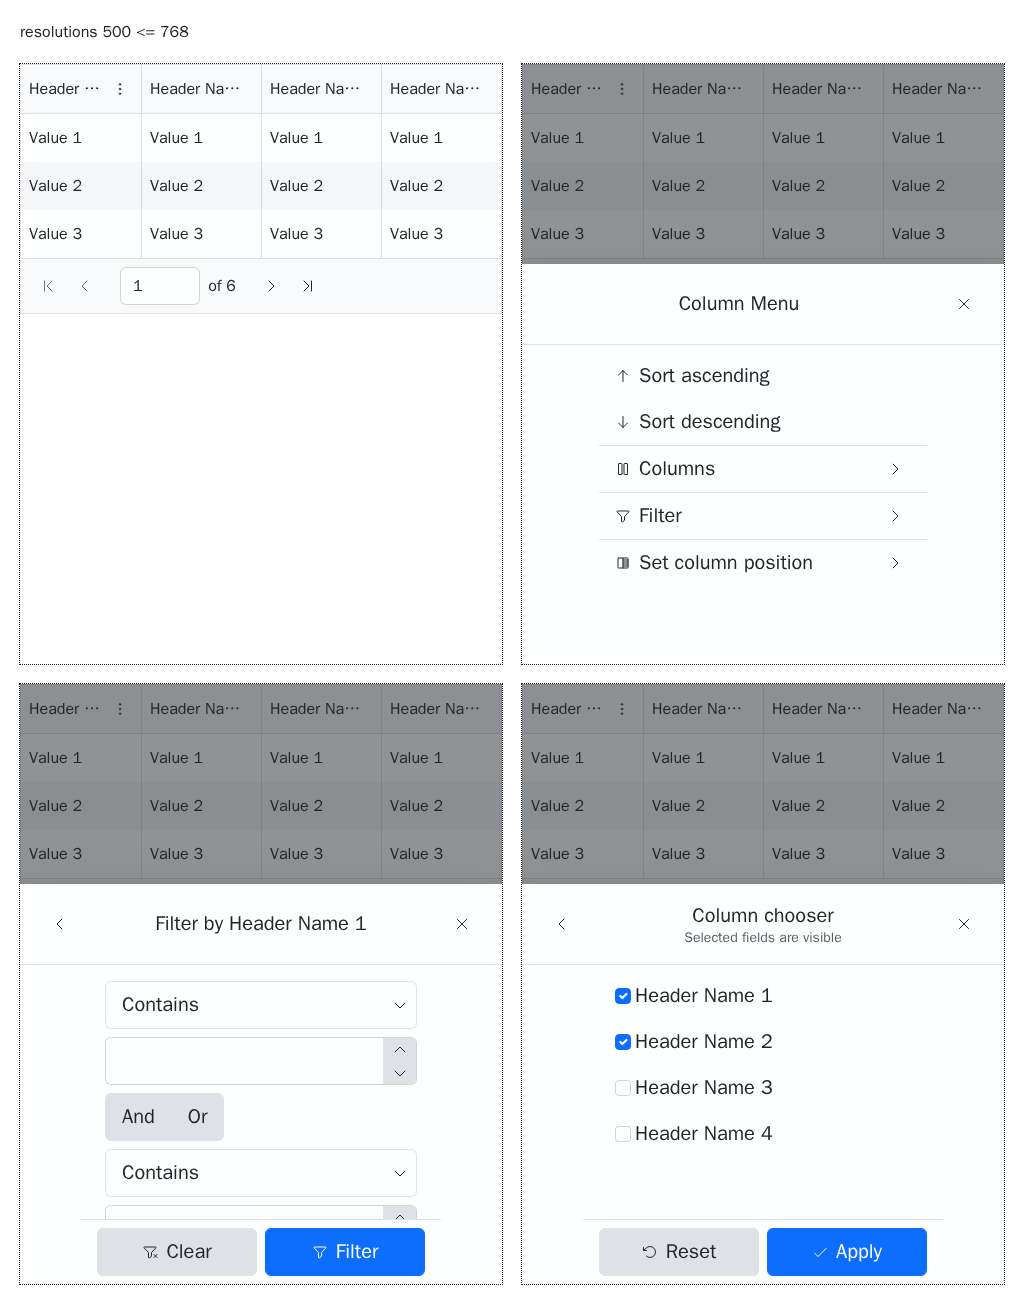 resolutions 500 <= 768
Header ··· Header Na··· Header Na··· Header Na···
Value 1 Value 1 Value 1 Value 1
Value 2 Value 2 Value 2 Value 2
Value 3 Value 3 Value 3 Value 3
1 of 6
Header ··· Header Na··· Header Na··· Header Na···
Value 1 Value 1 Value 1 Value 1
Value 2 Value 2 Value 2 Value 2
Value 3 Value 3 Value 3 Value 3
Column Menu
Sort ascending
Sort descending
Columns
Filter
Set column position
Header ··· Header Na··· Header Na··· Header Na···
Value 1 Value 1 Value 1 Value 1
Value 2 Value 2 Value 2 Value 2
Value 3 Value 3 Value 3 Value 3
Filter by Header Name 1
Contains
And Or
Contains
Clear Filter
Header ··· Header Na··· Header Na··· Header Na···
Value 1 Value 1 Value 1 Value 1
Value 2 Value 2 Value 2 Value 2
Value 3 Value 3 Value 3 Value 3
Column chooser
Selected fields are visible
Header Name 1
Header Name 2
Header Name 3
Header Name 4
Reset Apply